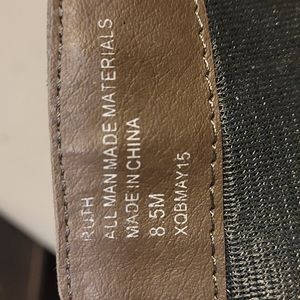 RUTH
ALL MAN MADE MATERIALS
MADE IN CHINA
8.5M
XQBMAY15